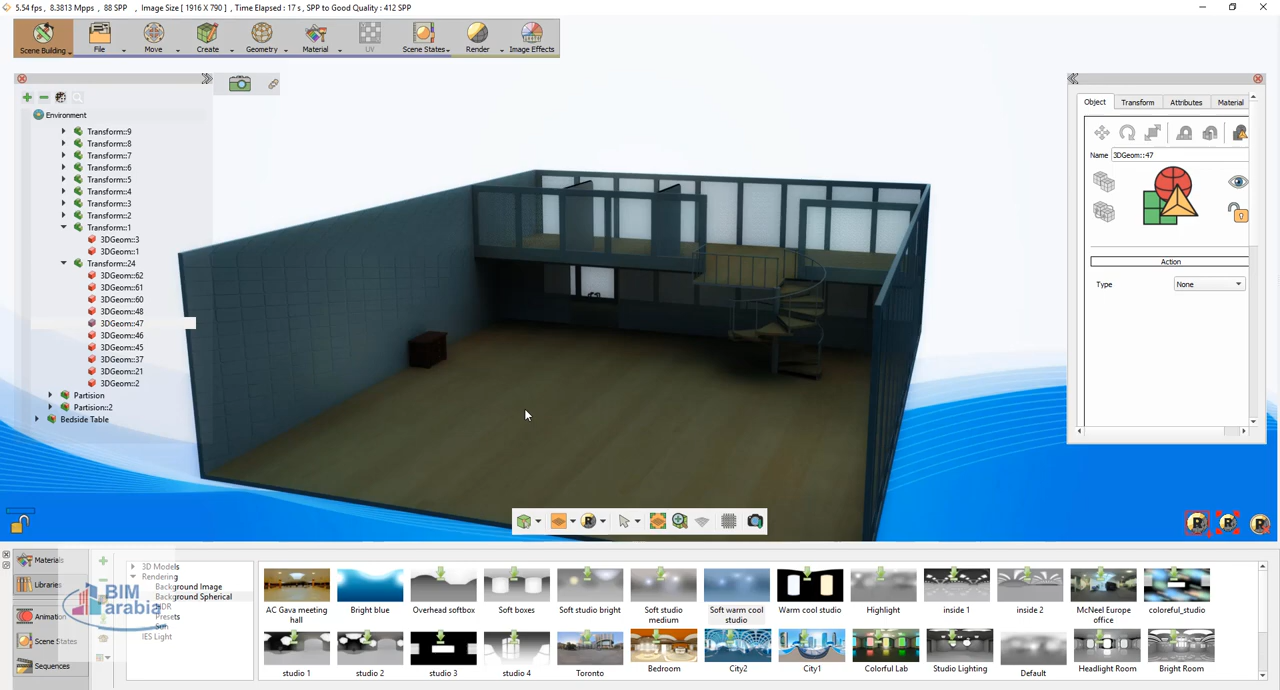 5.54 fps , 8.3813 Mpps , 88 SPP , Image Size [ 1916 X 790 ] , Time Elapsed : 17 s , SPP to Good Quality : 412 SPP
Scene Building
File
Move
Create
Geometry
Material
UV
Scene States
Render
Image Effects
Environment
Transform::9
Transform::8
Transform::7
Transform::6
Transform::5
Transform::4
Transform::3
Transform::2
Transform::1
3DGeom::3
3DGeom::1
Transform::24
3DGeom::62
3DGeom::61
3DGeom::60
3DGeom::48
3DGeom::47
3DGeom::46
3DGeom::45
3DGeom::37
3DGeom::21
3DGeom::2
Partision
Partision::2
Bedside Table
Object Transform Attributes Material
Name 3DGeom::47
Action
Type None
Materials
Libraries
Animation
Scene States
Sequences
BIM
arabia
3D Models
Rendering
Background Image
Background Spherical
HDR
Presets
Sun
IES Light
AC Gava meeting hall
Bright blue
Overhead softbox
Soft boxes
Soft studio bright
Soft studio medium
Soft warm cool studio
Warm cool studio
Highlight
inside 1
inside 2
McNeel Europe office
coloreful_studio
studio 1
studio 2
studio 3
studio 4
Toronto
Bedroom
City2
City1
Colorful Lab
Studio Lighting
Default
Headlight Room
Bright Room